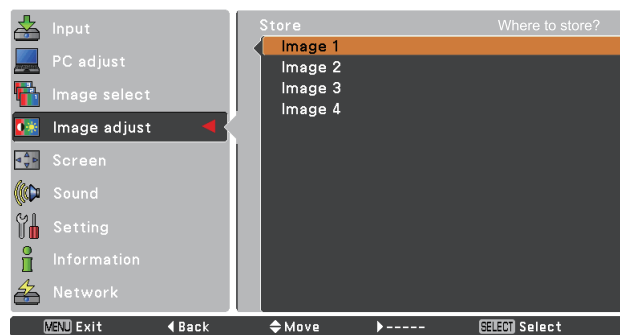 Input
PC adjust
Image select
Image adjust
Screen
Sound
Setting
Information
Network
Store Where to store?
Image 1
Image 2
Image 3
Image 4
MENU Exit Back Move ----- SELECT Select